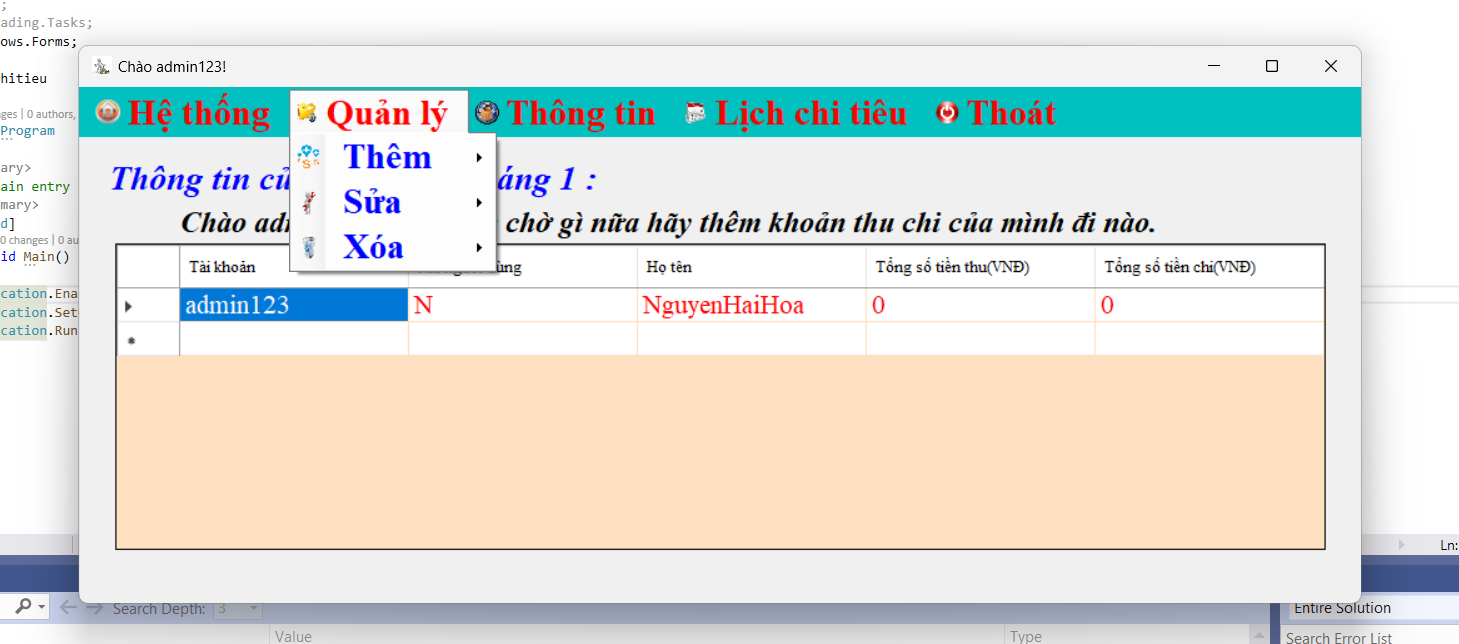 ;
ading.Tasks;
ows.Forms;
hitieu
ges | 0 authors,
Program
ary>
ain entry
mary>
d]
0 changes | 0 au
id Main()
cation.Ena
cation.Set
cation.Run
Chào admin123!
Hệ thống Quản lý Thông tin Lịch chi tiêu Thoát
Thêm
Sửa
Xóa
Thông tin củ áng 1 :
Chào adi chờ gì nữa hãy thêm khoản thu chi của mình đi nào.
Tài khoản ùng Họ tên Tổng số tiền thu(VNĐ) Tổng số tiền chi(VNĐ)
admin123 N NguyenHaiHoa 0 0
Ln:
Search Depth: 3
Entire Solution
Value Type
Search Error List